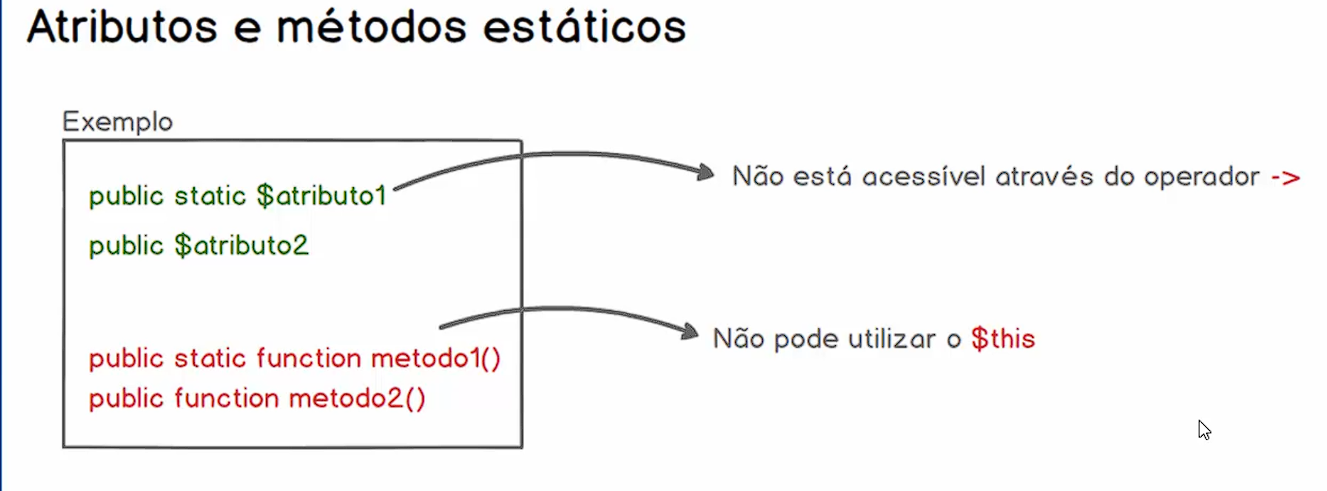 Atributos e métodos estáticos
Exemplo
public static $atributo1
Não está acessível através do operador ->
public $atributo2
Não pode utilizar o $this
public static function metodo1()
public function metodo2()